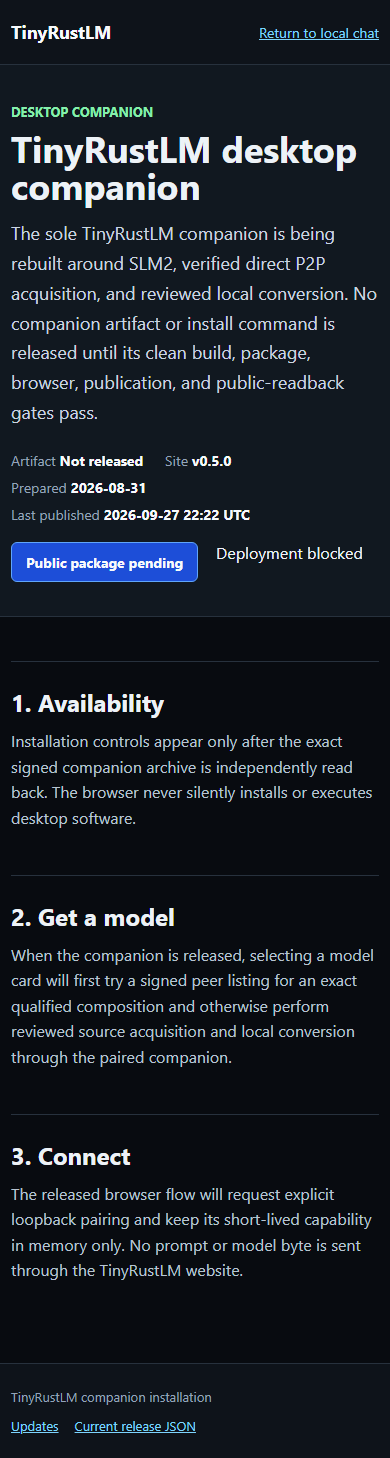 TinyRustLM
Return to local chat
DESKTOP COMPANION
TinyRustLM desktop
companion
The sole TinyRustLM companion is being
rebuilt around SLM2, verified direct P2P
acquisition, and reviewed local conversion. No
companion artifact or install command is
released until its clean build, package,
browser, publication, and public-readback
gates pass.
Artifact Not released Site v0.5.0
Prepared 2026-08-31
Last published 2026-09-27 22:22 UTC
Public package pending
Deployment blocked
1. Availability
Installation controls appear only after the exact
signed companion archive is independently read
back. The browser never silently installs or executes
desktop software.
2. Get a model
When the companion is released, selecting a model
card will first try a signed peer listing for an exact
qualified composition and otherwise perform
reviewed source acquisition and local conversion
through the paired companion.
3. Connect
The released browser flow will request explicit
loopback pairing and keep its short-lived capability
in memory only. No prompt or model byte is sent
through the TinyRustLM website.
TinyRustLM companion installation
Updates Current release JSON